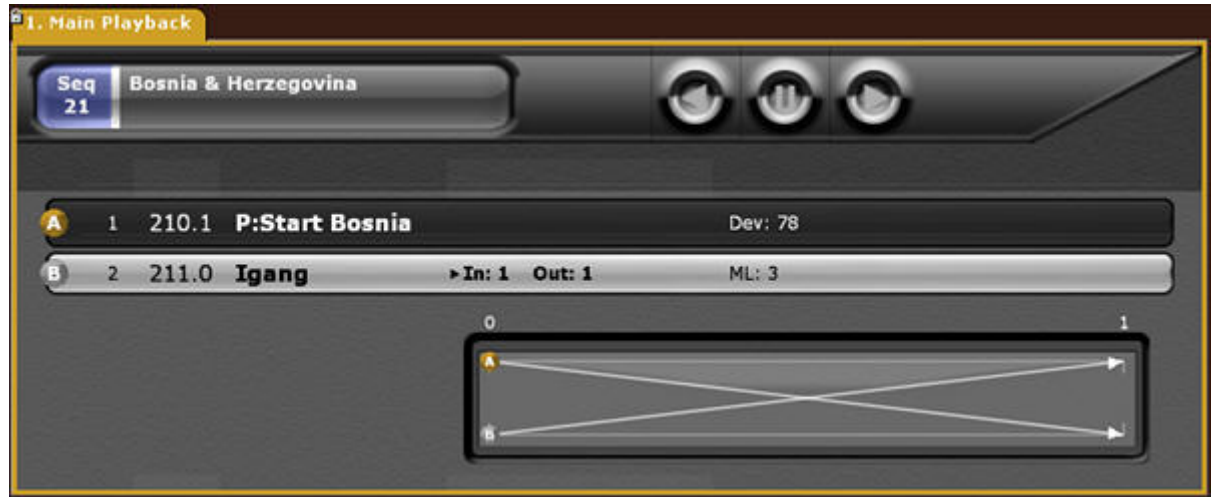 1. Main Playback
Seq 21
Bosnia & Herzegovina
A 1 210.1 P:Start Bosnia Dev: 78
B 2 211.0 Igang In: 1 Out: 1 ML: 3
0 1
A
B